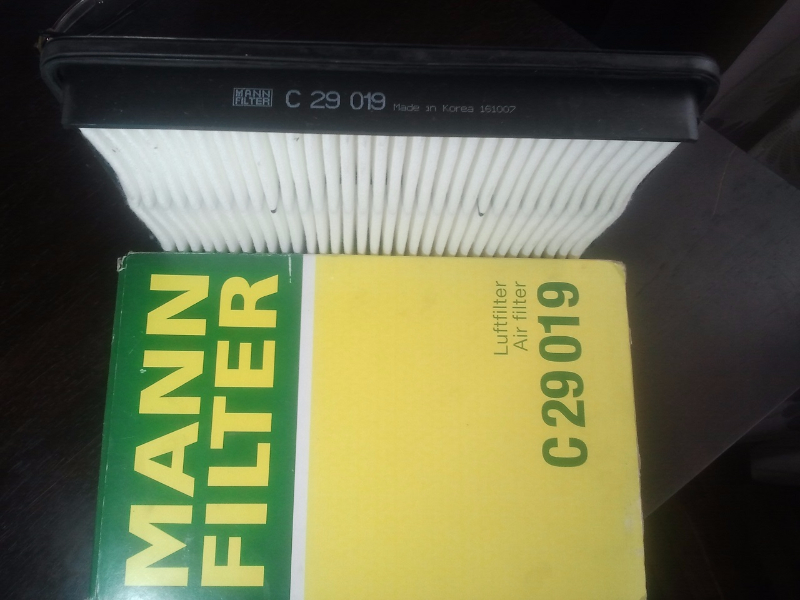 MANN
FILTER
C 29 019 Made in Korea 161007
MANN
FILTER
Luftfilter
Air filter
C 29 019